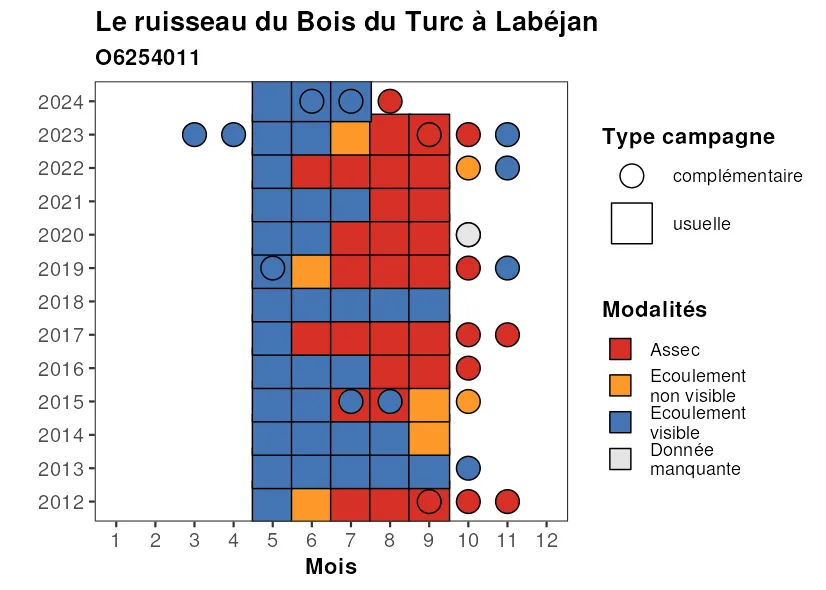 Le ruisseau du Bois du Turc à Labéjan
O6254011
2024
2023
2022
2021
2020
2019
2018
2017
2016
2015
2014
2013
2012
1 2 3 4 5 6 7 8 9 10 11 12
Mois
Type campagne
complémentaire
usuelle
Modalités
Assec
Ecoulement
non visible
Ecoulement
visible
Donnée
manquante